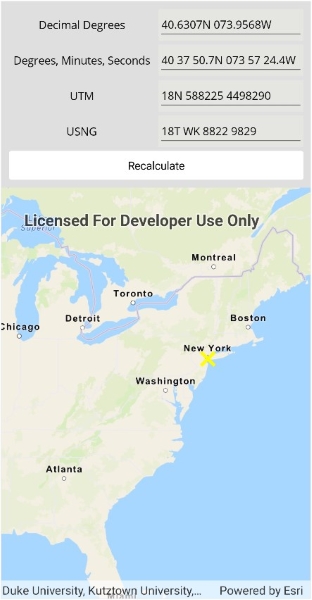 Decimal Degrees 40.6307N 073.9568W
Degrees, Minutes, Seconds 40 37 50.7N 073 57 24.4W
UTM 18N 588225 4498290
USNG 18T WK 8822 9829
Recalculate
Licensed For Developer Use Only
Superior
Montreal
Toronto
Chicago Detroit Boston
New York
Washington
Atlanta
Miami
Duke University, Kutztown University,... Powered by Esri